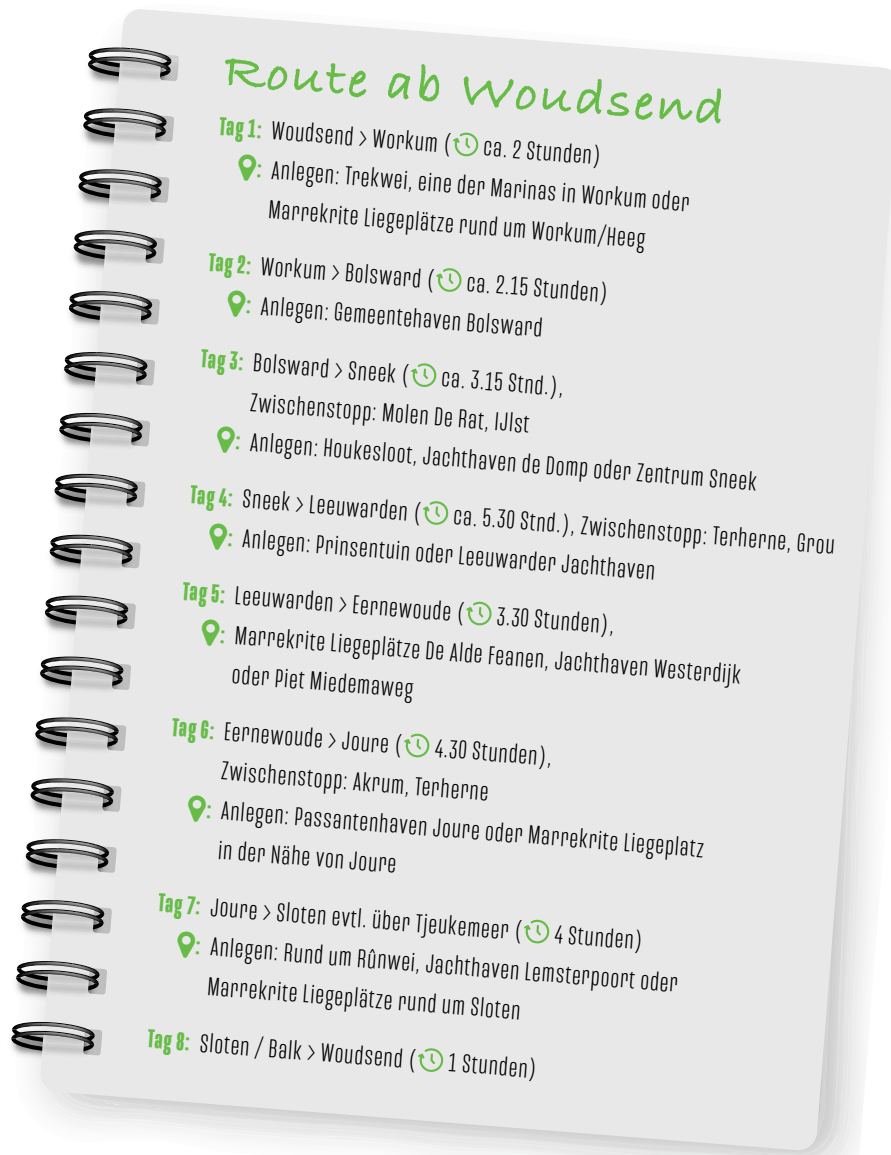 Route ab Woudsend
Tag 1: Woudsend > Workum ( ca. 2 Stunden)
: Anlegen: Trekwei, eine der Marinas in Workum oder
Marrekrite Liegeplätze rund um Workum/Heeg
Tag 2: Workum > Bolsward ( ca. 2.15 Stunden)
: Anlegen: Gemeentehaven Bolsward
Tag 3: Bolsward > Sneek ( ca. 3.15 Stnd.),
Zwischenstopp: Molen De Rat, IJlst
: Anlegen: Houkesloot, Jachthaven de Domp oder Zentrum Sneek
Tag 4: Sneek > Leeuwarden ( ca. 5.30 Stnd.), Zwischenstopp: Terherne, Grou
: Anlegen: Prinsentuin oder Leeuwarder Jachthaven
Tag 5: Leeuwarden > Eernewoude ( 3.30 Stunden),
: Marrekrite Liegeplätze De Alde Feanen, Jachthaven Westerdijk
oder Piet Miedemaweg
Tag 6: Eernewoude > Joure ( 4.30 Stunden),
Zwischenstopp: Akrum, Terherne
: Anlegen: Passantenhaven Joure oder Marrekrite Liegeplatz
in der Nähe von Joure
Tag 7: Joure > Sloten evtl. über Tjeukemeer ( 4 Stunden)
: Anlegen: Rund um Rûnwei, Jachthaven Lemsterpoort oder
Marrekrite Liegeplätze rund um Sloten
Tag 8: Sloten / Balk > Woudsend ( 1 Stunden)